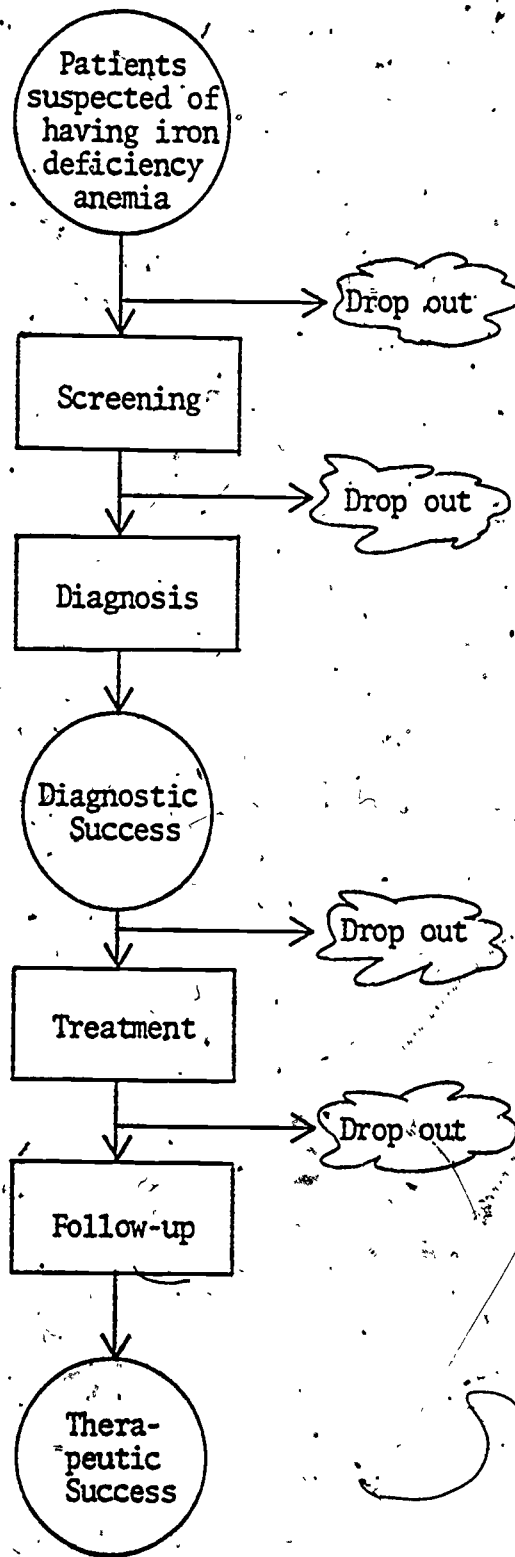 Patients
suspected of
having iron
deficiency
anemia
Drop out
Screening
Drop out
Diagnosis
Diagnostic
Success
Drop out
Treatment
Drop out
Follow-up
Thera-
peutic
Success